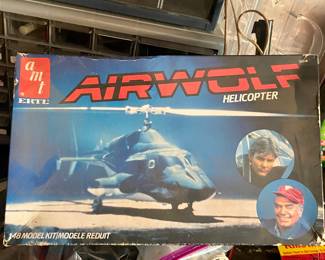 amt
ERTL
AIRWOLF
HELICOPTER
1/48 MODEL KIT/MODELE REDUIT